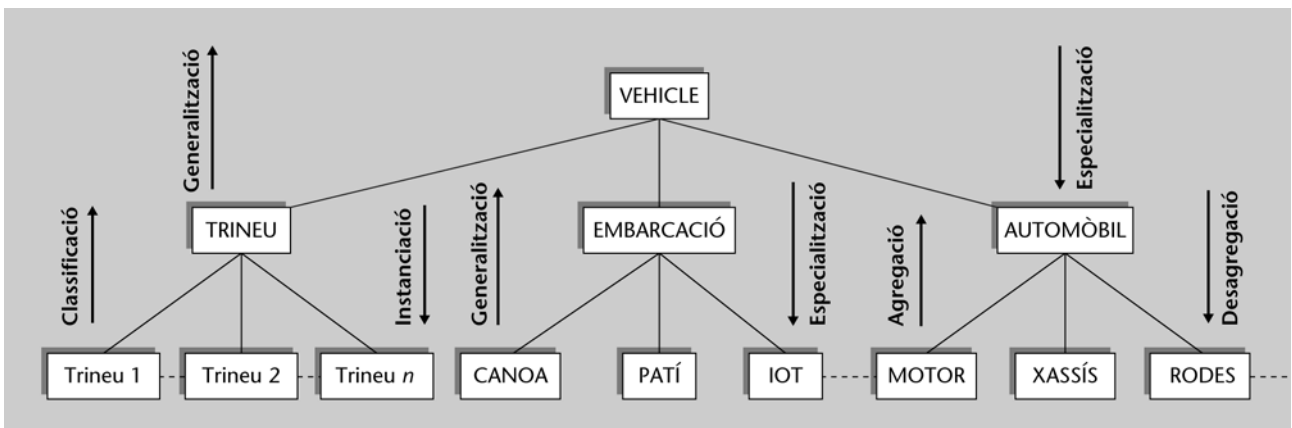 Generalització
VEHICLE
Especialització
Classificació
TRINEU
Instanciació
Generalització
EMBARCACIÓ
Especialització
Agregació
AUTOMÒBIL
Desagregació
Trineu 1
Trineu 2
Trineu n
CANOA
PATÍ
IOT
MOTOR
XASSÍS
RODES